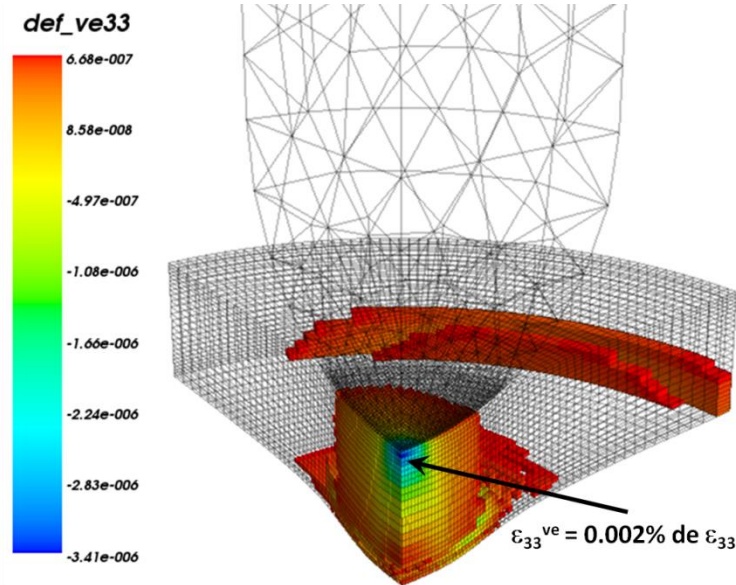 def_ve33
6.68e-007
8.58e-008
-4.97e-007
-1.08e-006
-1.66e-006
-2.24e-006
-2.83e-006
-3.41e-006
ε₃₃ᵛᵉ = 0.002% de ε₃₃